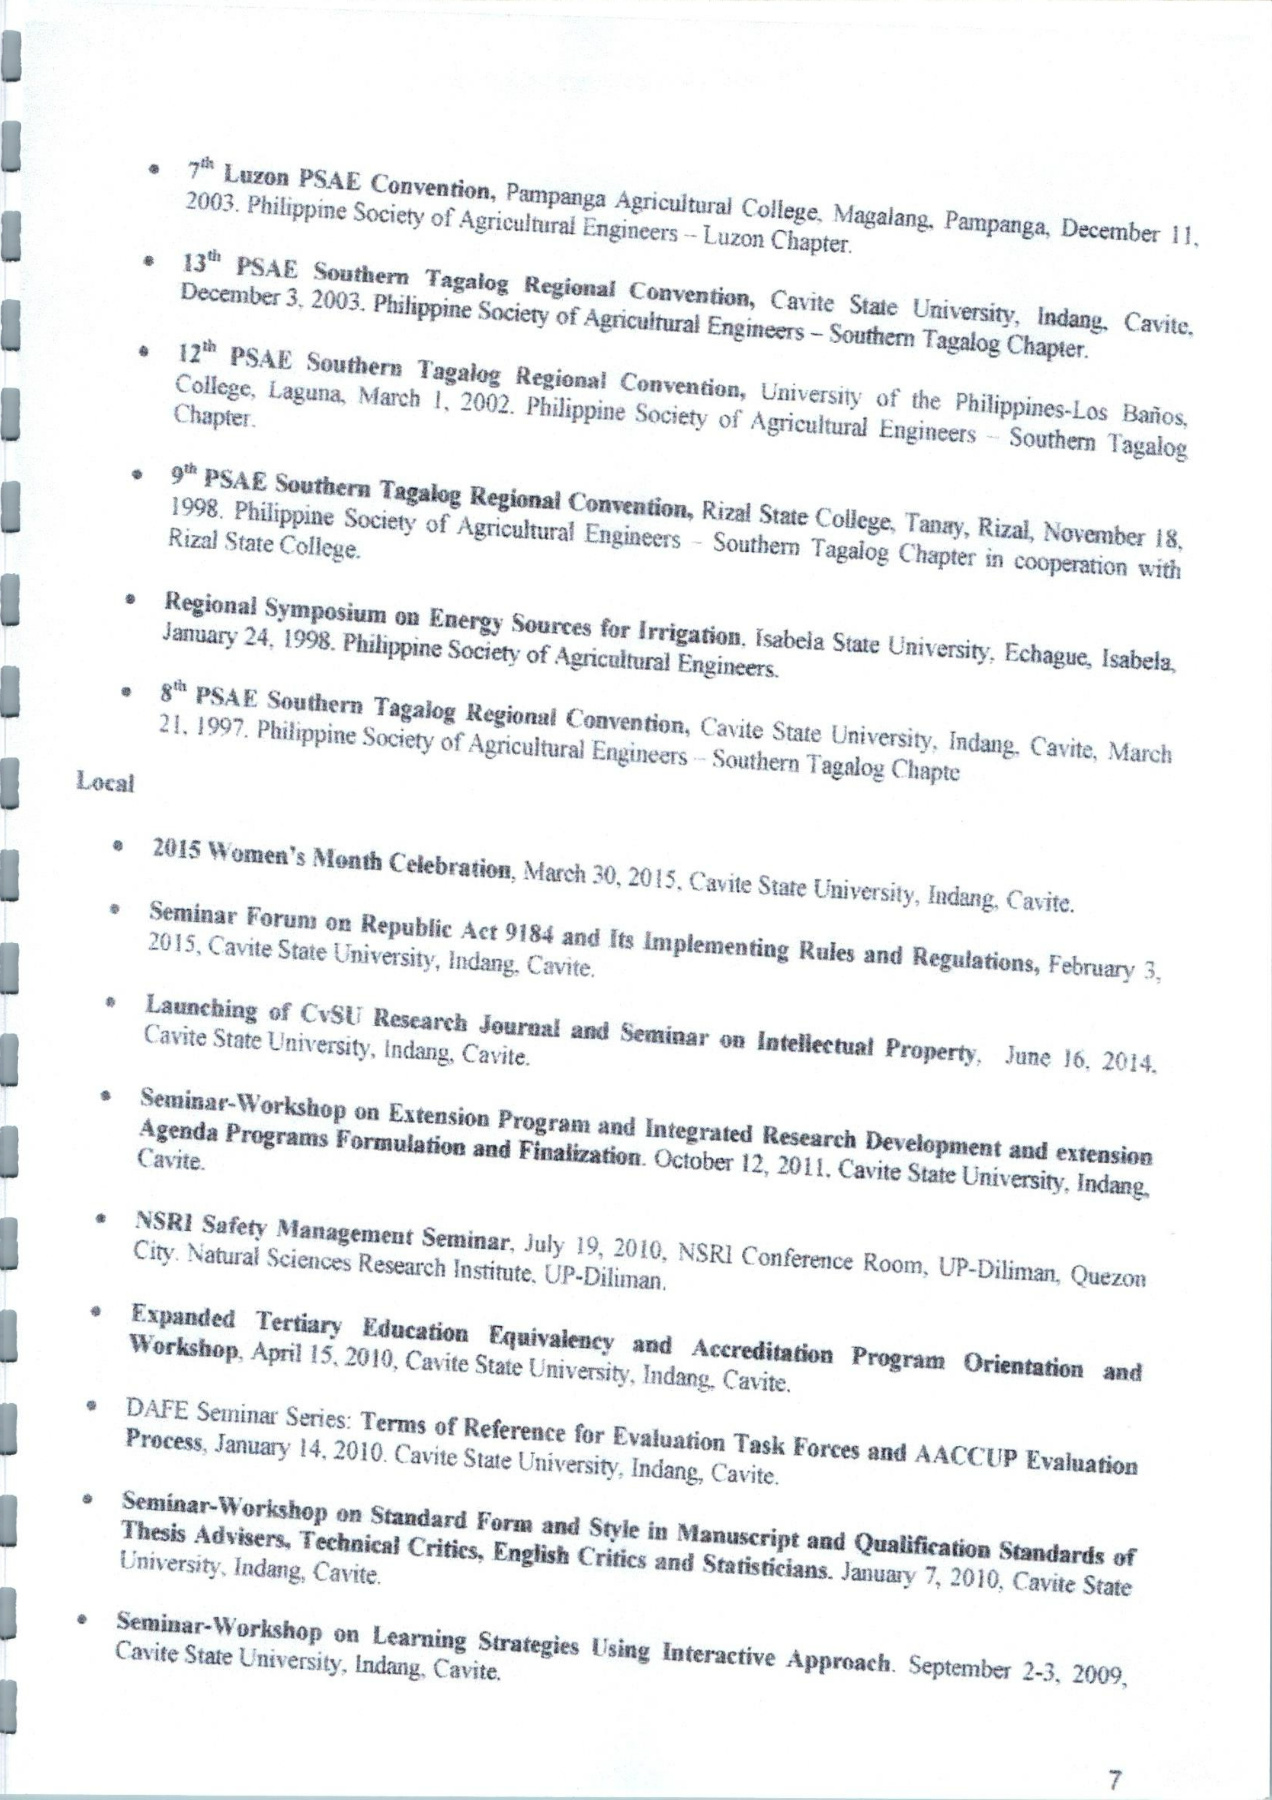 • 7th Luzon PSAE Convention, Pampanga Agricultural College, Magalang, Pampanga, December 11,
2003. Philippine Society of Agricultural Engineers – Luzon Chapter.
• 13th PSAE Southern Tagalog Regional Convention, Cavite State University, Indang, Cavite,
December 3, 2003. Philippine Society of Agricultural Engineers – Southern Tagalog Chapter.
• 12th PSAE Southern Tagalog Regional Convention, University of the Philippines-Los Baños,
College, Laguna, March 1, 2002. Philippine Society of Agricultural Engineers – Southern Tagalog
Chapter.
• 9th PSAE Southern Tagalog Regional Convention, Rizal State College, Tanay, Rizal, November 18,
1998. Philippine Society of Agricultural Engineers – Southern Tagalog Chapter in cooperation with
Rizal State College.
• Regional Symposium on Energy Sources for Irrigation, Isabela State University, Echague, Isabela,
January 24, 1998. Philippine Society of Agricultural Engineers.
• 8th PSAE Southern Tagalog Regional Convention, Cavite State University, Indang, Cavite, March
21, 1997. Philippine Society of Agricultural Engineers – Southern Tagalog Chapte
Local
• 2015 Women's Month Celebration, March 30, 2015, Cavite State University, Indang, Cavite.
• Seminar Forum on Republic Act 9184 and Its Implementing Rules and Regulations, February 3,
2015, Cavite State University, Indang, Cavite.
• Launching of CvSU Research Journal and Seminar on Intellectual Property, June 16, 2014,
Cavite State University, Indang, Cavite.
• Seminar-Workshop on Extension Program and Integrated Research Development and extension
Agenda Programs Formulation and Finalization. October 12, 2011, Cavite State University, Indang,
Cavite.
• NSRI Safety Management Seminar, July 19, 2010, NSRI Conference Room, UP-Diliman, Quezon
City. Natural Sciences Research Institute, UP-Diliman.
• Expanded Tertiary Education Equivalency and Accreditation Program Orientation and
Workshop, April 15, 2010, Cavite State University, Indang, Cavite.
• DAFE Seminar Series: Terms of Reference for Evaluation Task Forces and AACCUP Evaluation
Process, January 14, 2010. Cavite State University, Indang, Cavite.
• Seminar-Workshop on Standard Form and Style in Manuscript and Qualification Standards of
Thesis Advisers, Technical Critics, English Critics and Statisticians. January 7, 2010, Cavite State
University, Indang, Cavite.
• Seminar-Workshop on Learning Strategies Using Interactive Approach. September 2-3, 2009,
Cavite State University, Indang, Cavite.
7